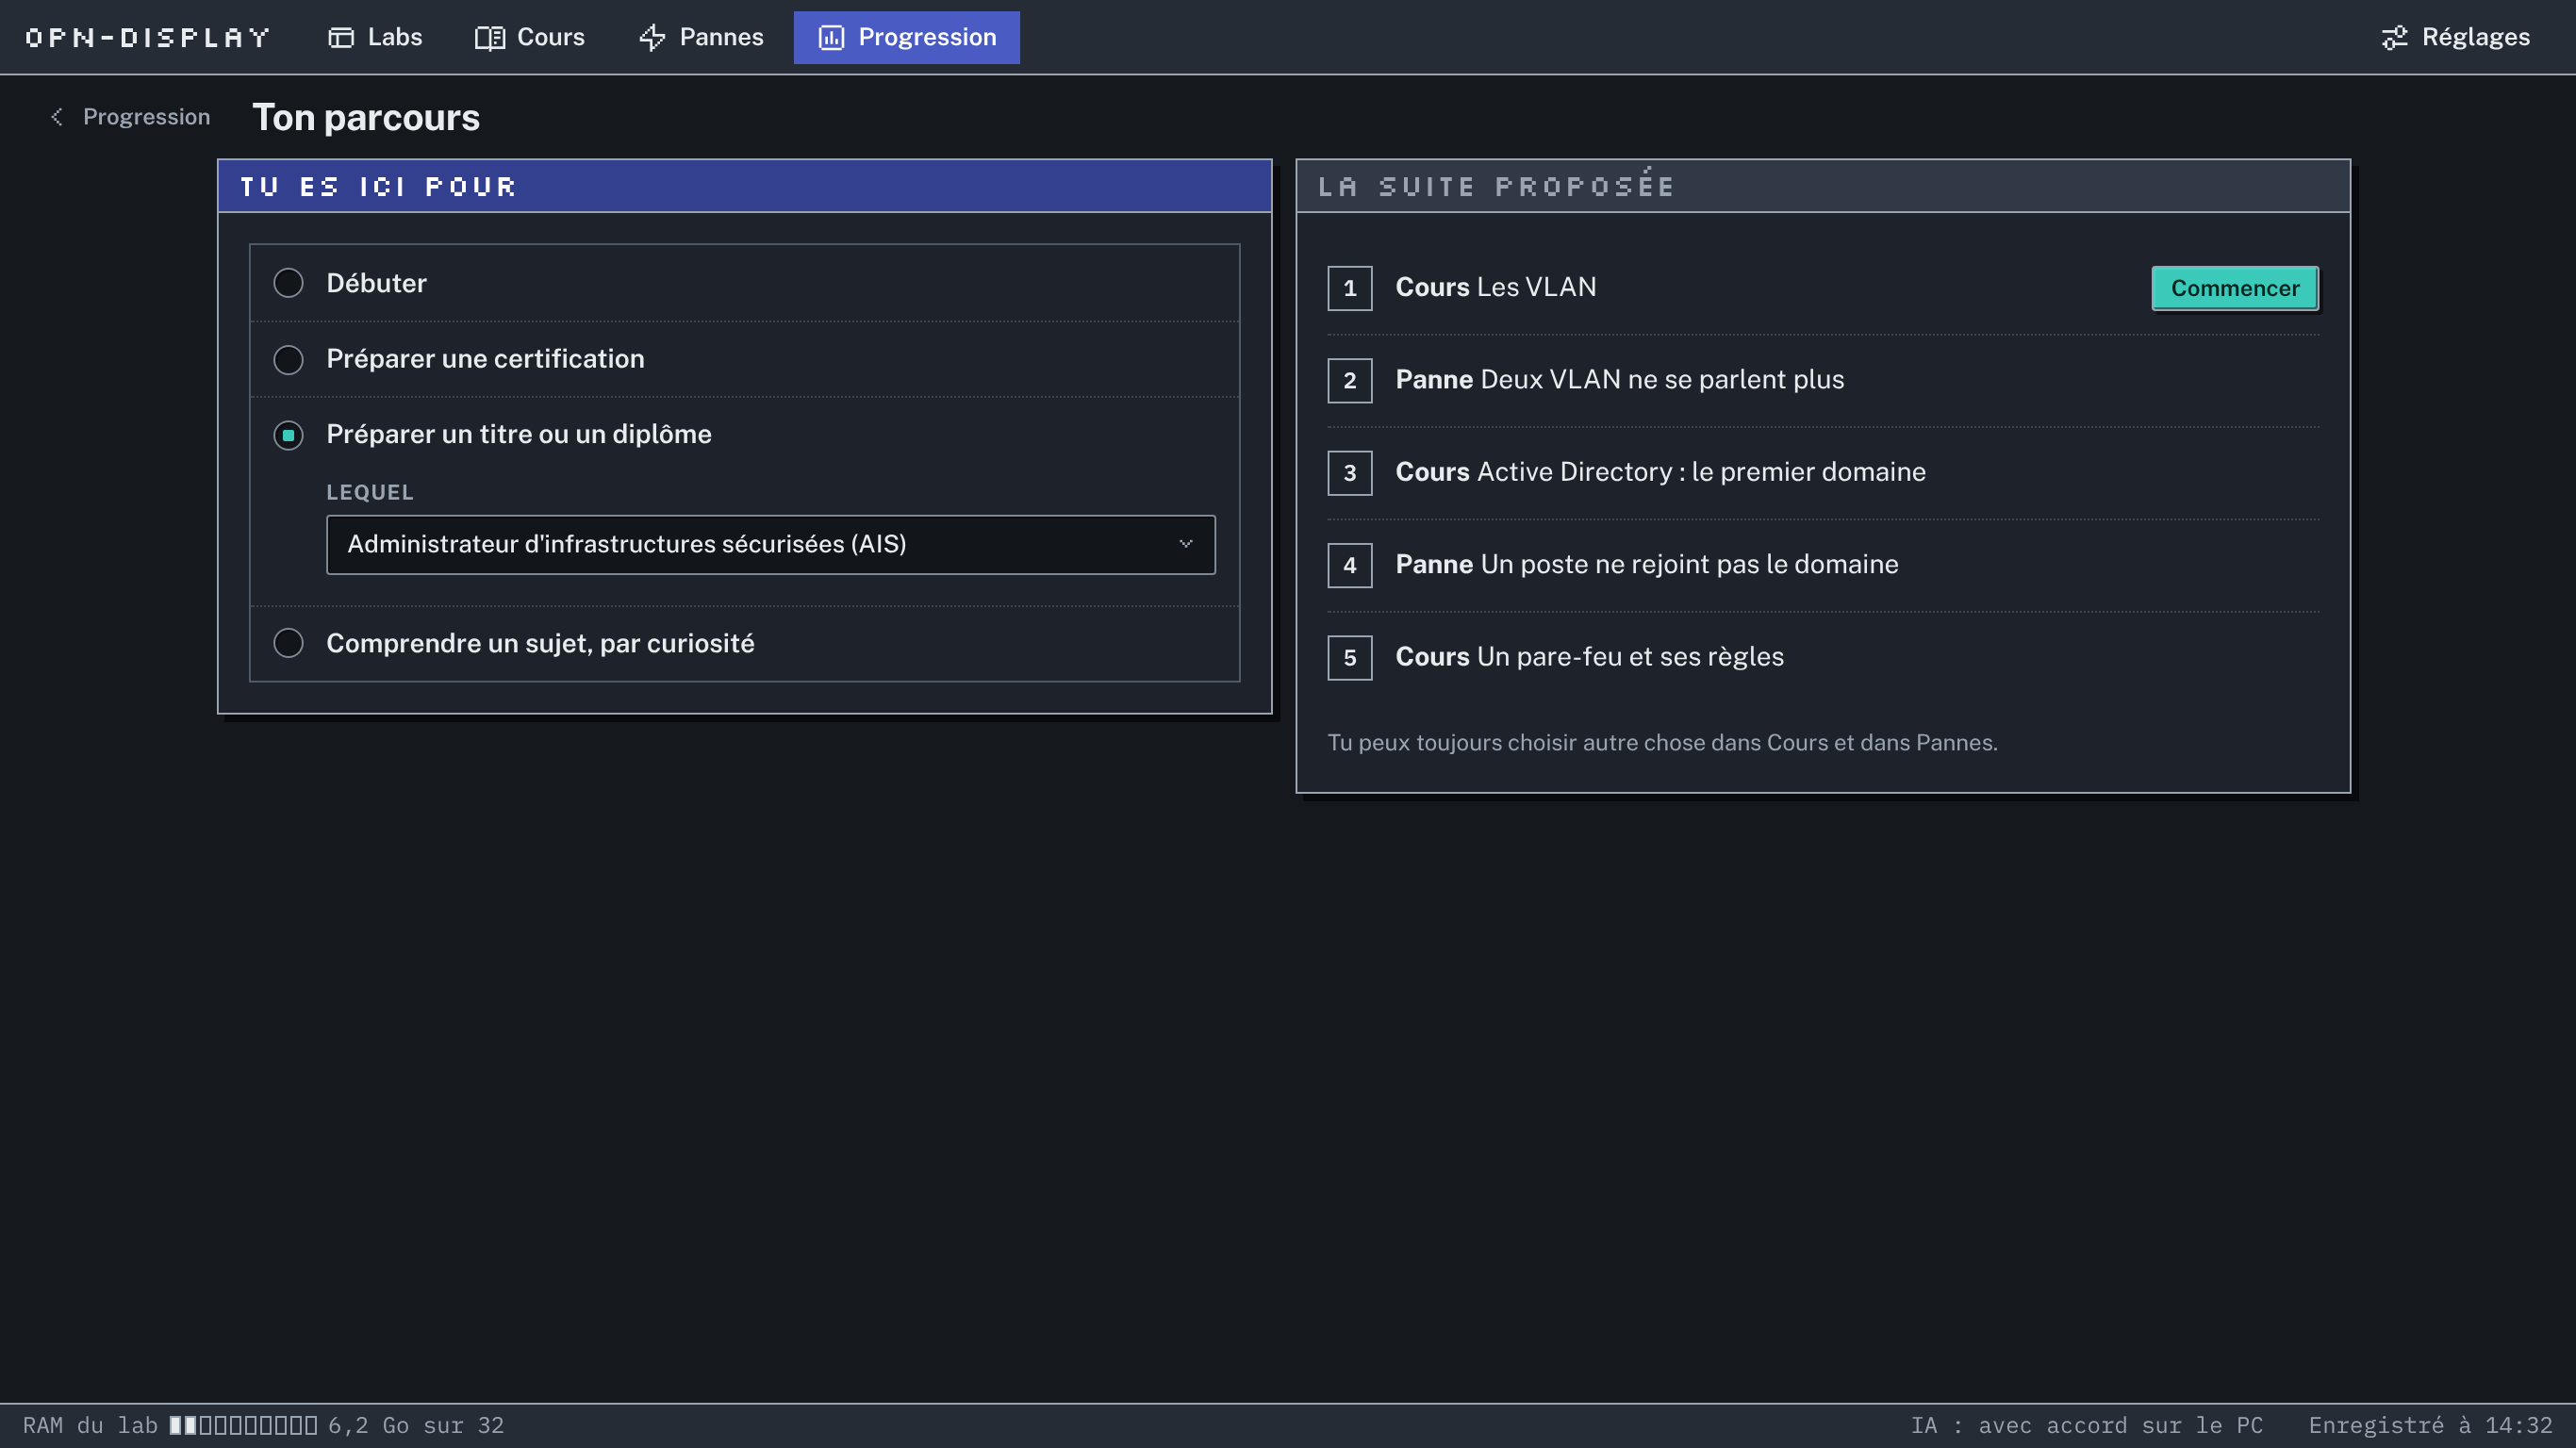 OPN-DISPLAY
Labs
Cours
Pannes
Progression
Réglages
Progression
Ton parcours
TU ES ICI POUR
Débuter
Préparer une certification
Préparer un titre ou un diplôme
LEQUEL
Administrateur d'infrastructures sécurisées (AIS)
Comprendre un sujet, par curiosité
LA SUITE PROPOSÉE
1 Cours Les VLAN
Commencer
2 Panne Deux VLAN ne se parlent plus
3 Cours Active Directory : le premier domaine
4 Panne Un poste ne rejoint pas le domaine
5 Cours Un pare-feu et ses règles
Tu peux toujours choisir autre chose dans Cours et dans Pannes.
RAM du lab 6,2 Go sur 32
IA : avec accord sur le PC
Enregistré à 14:32